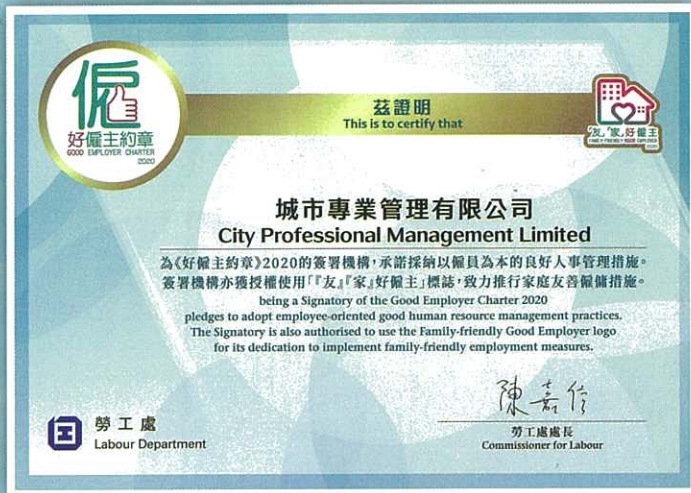 僱
好僱主約章
GOOD EMPLOYER CHARTER
2020
茲證明
This is to certify that
「友」「家」好僱主
FAMILY-FRIENDLY GOOD EMPLOYER
城市專業管理有限公司
City Professional Management Limited
為《好僱主約章》2020的簽署機構，承諾採納以僱員為本的良好人事管理措施。
簽署機構亦獲授權使用「『友』『家』好僱主」標誌，致力推行家庭友善僱傭措施。
being a Signatory of the Good Employer Charter 2020
pledges to adopt employee-oriented good human resource management practices.
The Signatory is also authorised to use the Family-friendly Good Employer logo
for its dedication to implement family-friendly employment measures.
陳嘉信
勞工處
Labour Department
勞工處處長
Commissioner for Labour